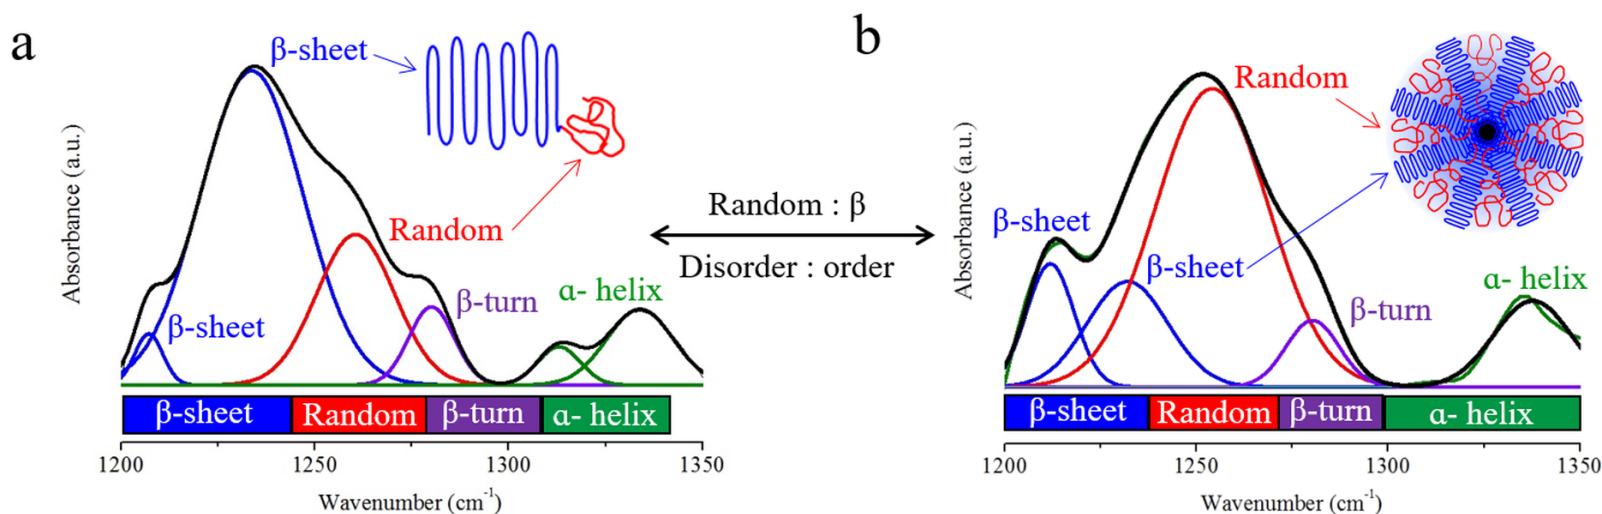 a
β-sheet
Random
β-sheet
β-turn
α- helix
Absorbance (a.u.)
β-sheet
Random
β-turn
α- helix
1200
1250
1300
1350
Wavenumber (cm⁻¹)
Random : β
Disorder : order
b
Random
β-sheet
β-sheet
β-turn
α- helix
Absorbance (a.u.)
β-sheet
Random
β-turn
α- helix
1200
1250
1300
1350
Wavenumber (cm⁻¹)